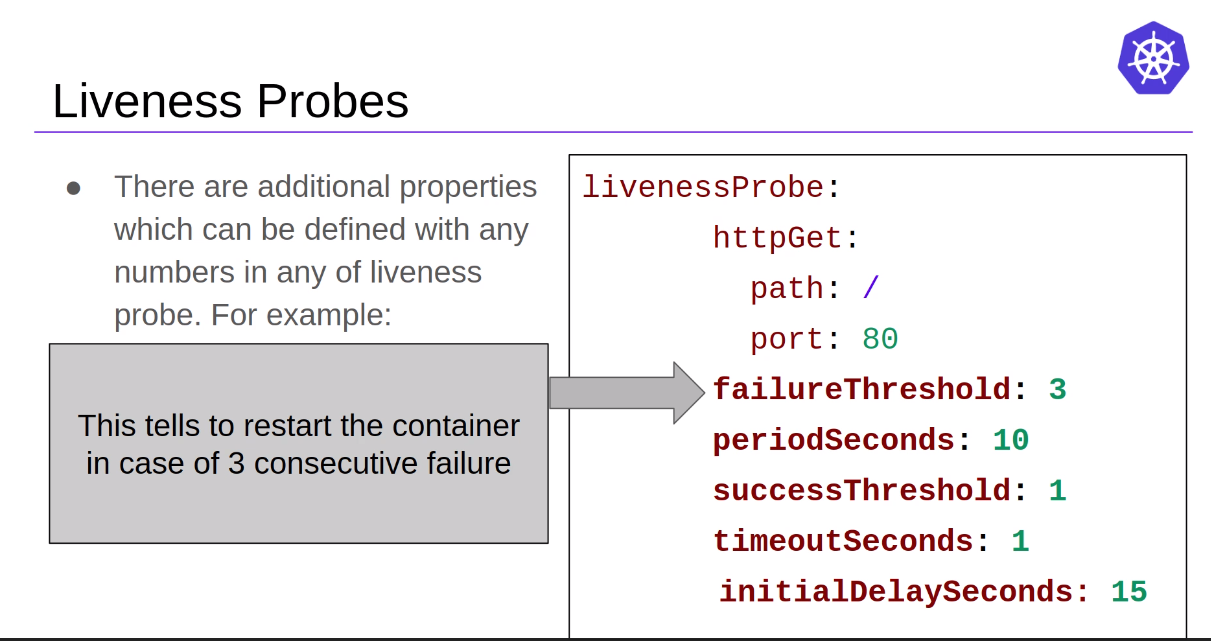 Liveness Probes
● There are additional properties
which can be defined with any
numbers in any of liveness
probe. For example:
This tells to restart the container
in case of 3 consecutive failure
livenessProbe:
httpGet:
path: /
port: 80
failureThreshold: 3
periodSeconds: 10
successThreshold: 1
timeoutSeconds: 1
initialDelaySeconds: 15